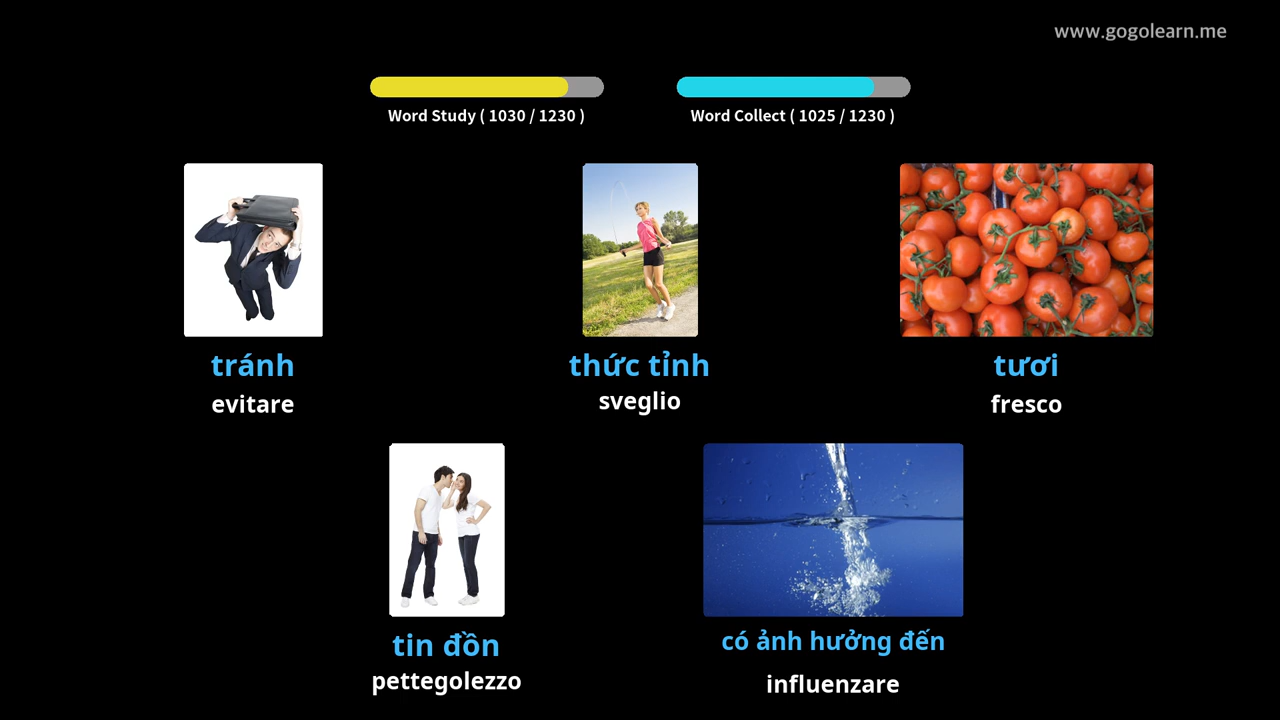 www.gogolearn.me
Word Study ( 1030 / 1230 )
Word Collect ( 1025 / 1230 )
tránh
evitare
thức tỉnh
sveglio
tươi
fresco
tin đồn
pettegolezzo
có ảnh hưởng đến
influenzare